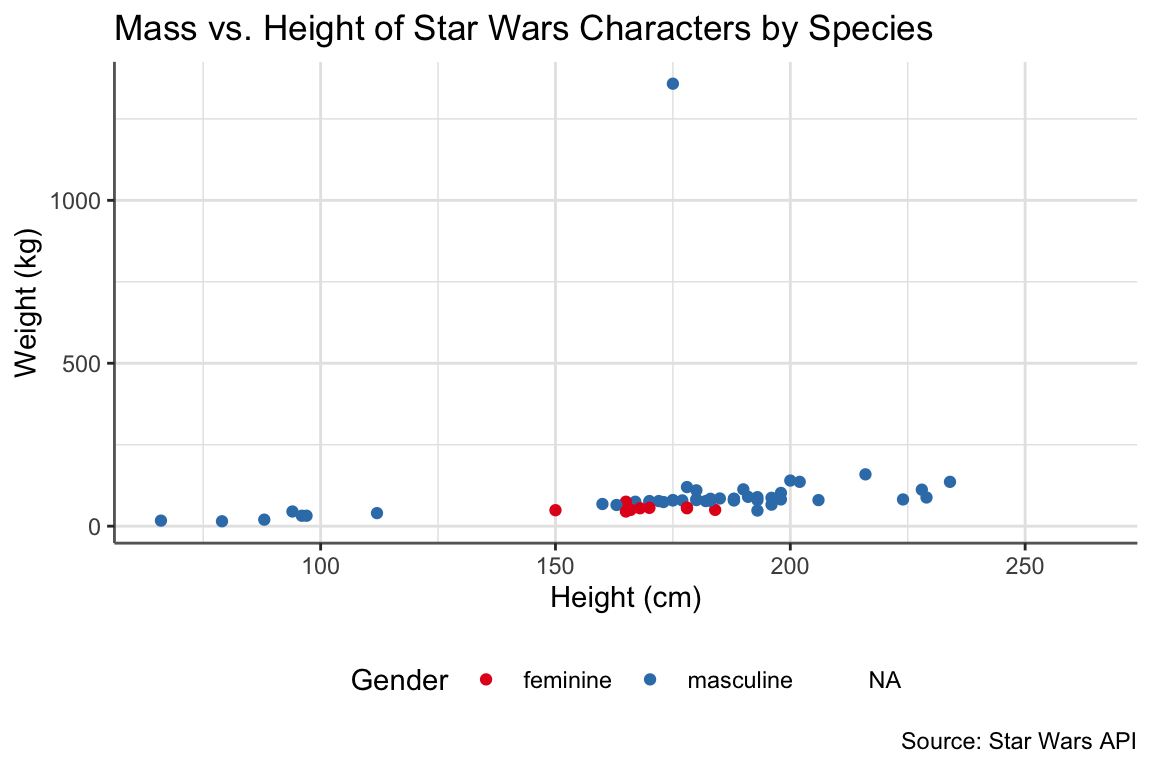 Mass vs. Height of Star Wars Characters by Species
Weight (kg)
1000
500
0
100 150 200 250
Height (cm)
Gender feminine masculine NA
Source: Star Wars API